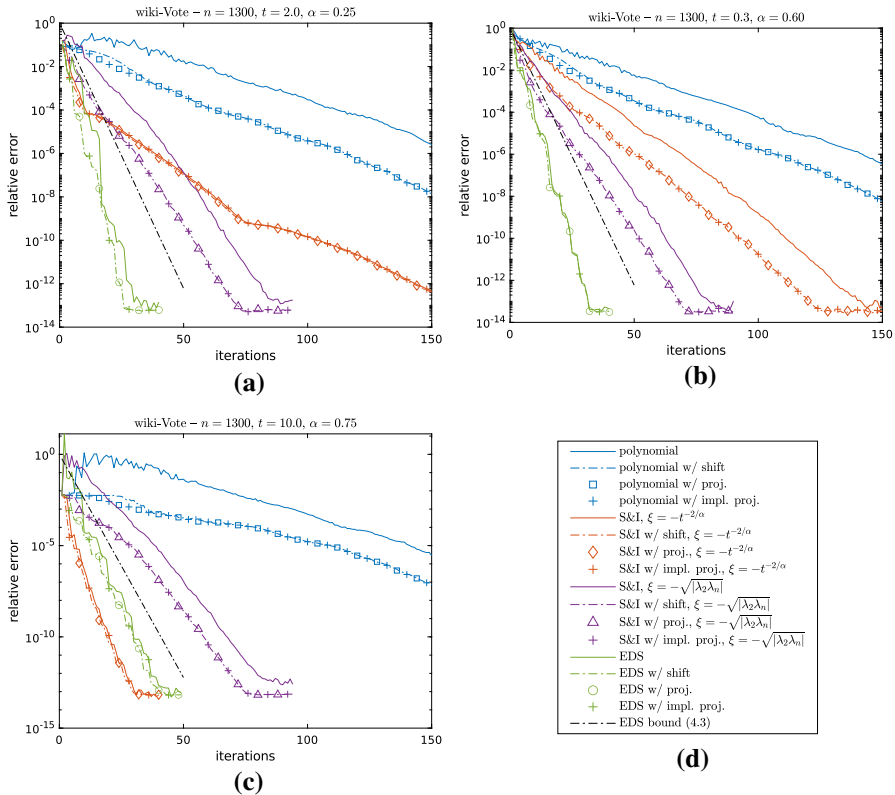 wiki-Vote – n = 1300, t = 2.0, α = 0.25
10^0
10^-2
10^-4
10^-6
10^-8
10^-10
10^-12
10^-14
relative error
0 50 100 150
iterations
(a)
wiki-Vote – n = 1300, t = 0.3, α = 0.60
10^0
10^-2
10^-4
10^-6
10^-8
10^-10
10^-12
10^-14
relative error
0 50 100 150
iterations
(b)
wiki-Vote – n = 1300, t = 10.0, α = 0.75
10^0
10^-5
10^-10
10^-15
relative error
0 50 100 150
iterations
(c)
polynomial
polynomial w/ shift
polynomial w/ proj.
polynomial w/ impl. proj.
S&I, ξ = −t^{−2/α}
S&I w/ shift, ξ = −t^{−2/α}
S&I w/ proj., ξ = −t^{−2/α}
S&I w/ impl. proj., ξ = −t^{−2/α}
S&I, ξ = −√|λ₂λₙ|
S&I w/ shift, ξ = −√|λ₂λₙ|
S&I w/ proj., ξ = −√|λ₂λₙ|
S&I w/ impl. proj., ξ = −√|λ₂λₙ|
EDS
EDS w/ shift
EDS w/ proj.
EDS w/ impl. proj.
EDS bound (4.3)
(d)